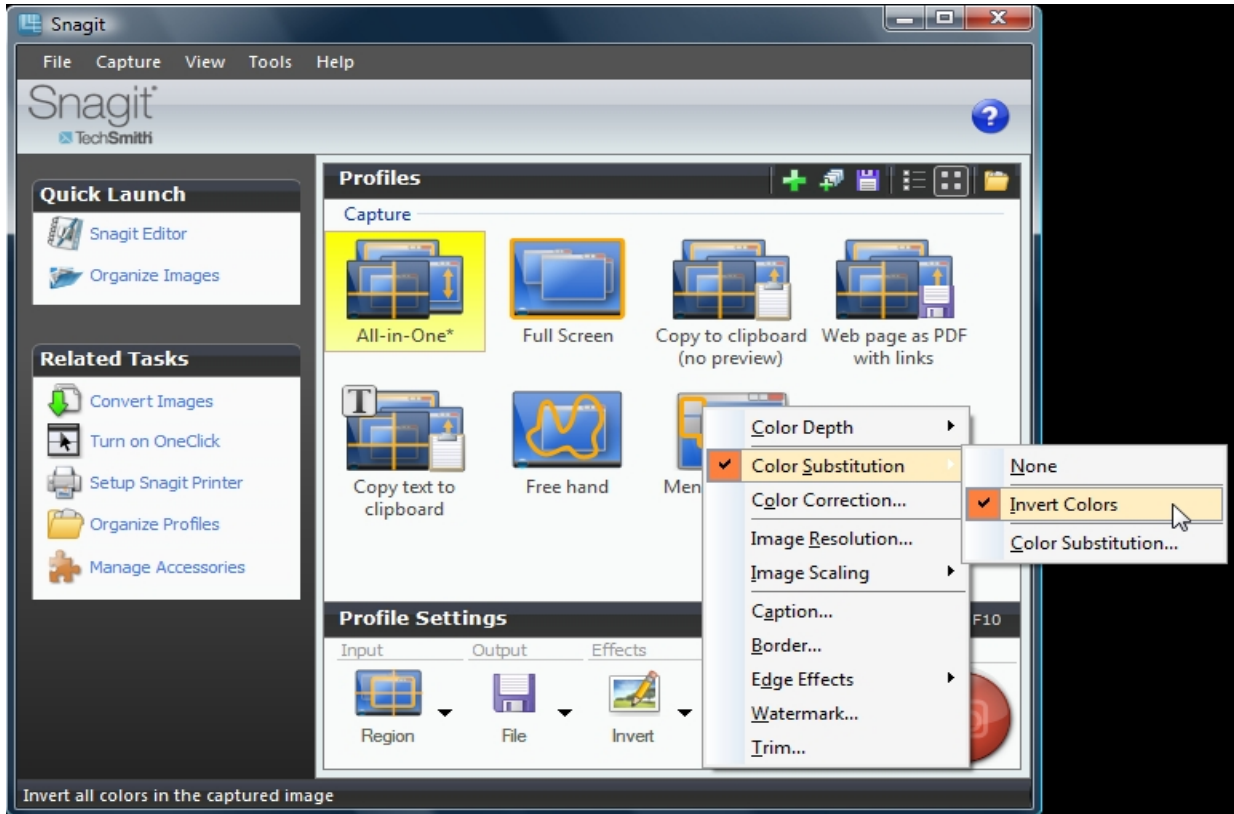 Snagit
File Capture View Tools Help
Snagit
TechSmith
?
Quick Launch
Snagit Editor
Organize Images
Related Tasks
Convert Images
Turn on OneClick
Setup Snagit Printer
Organize Profiles
Manage Accessories
Profiles
Capture
All-in-One*
Full Screen
Copy to clipboard
(no preview)
Web page as PDF
with links
T
Copy text to
clipboard
Free hand
Men
Color Depth
Color Substitution
Color Correction...
Image Resolution...
Image Scaling
Caption...
Border...
Edge Effects
Watermark...
Trim...
None
Invert Colors
Color Substitution...
Profile Settings
F10
Input Output Effects
Region File Invert
Invert all colors in the captured image